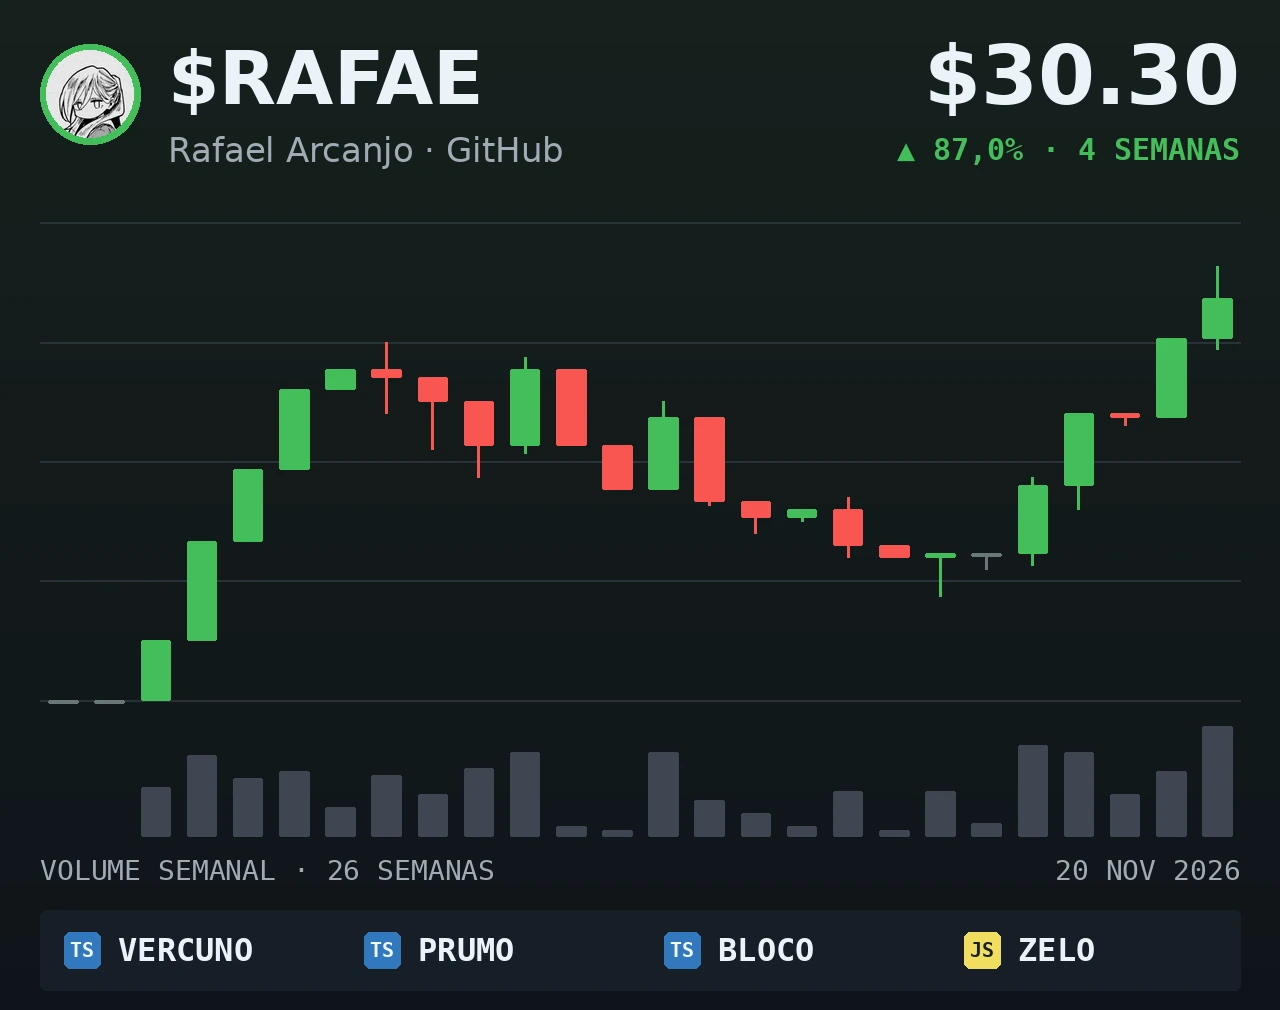 $RAFAE
$30.30
Rafael Arcanjo · GitHub
▲ 87,0% · 4 SEMANAS
VOLUME SEMANAL · 26 SEMANAS
20 NOV 2026
TS VERCUNO
TS PRUMO
TS BLOCO
JS ZELO